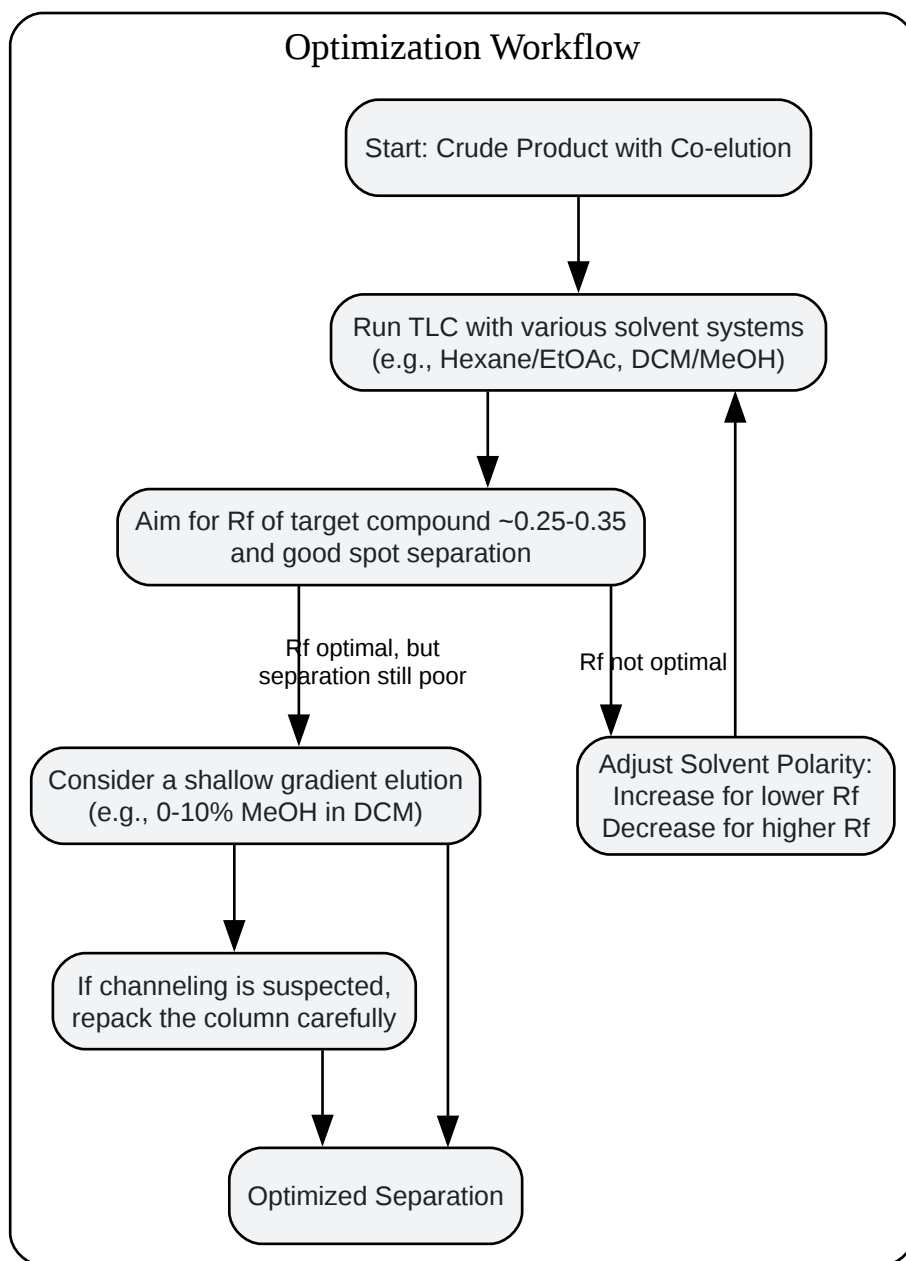 Optimization Workflow
Start: Crude Product with Co-elution
Run TLC with various solvent systems
(e.g., Hexane/EtOAc, DCM/MeOH)
Aim for Rf of target compound ~0.25-0.35
and good spot separation
Rf optimal, but
separation still poor
Rf not optimal
Consider a shallow gradient elution
(e.g., 0-10% MeOH in DCM)
Adjust Solvent Polarity:
Increase for lower Rf
Decrease for higher Rf
If channeling is suspected,
repack the column carefully
Optimized Separation